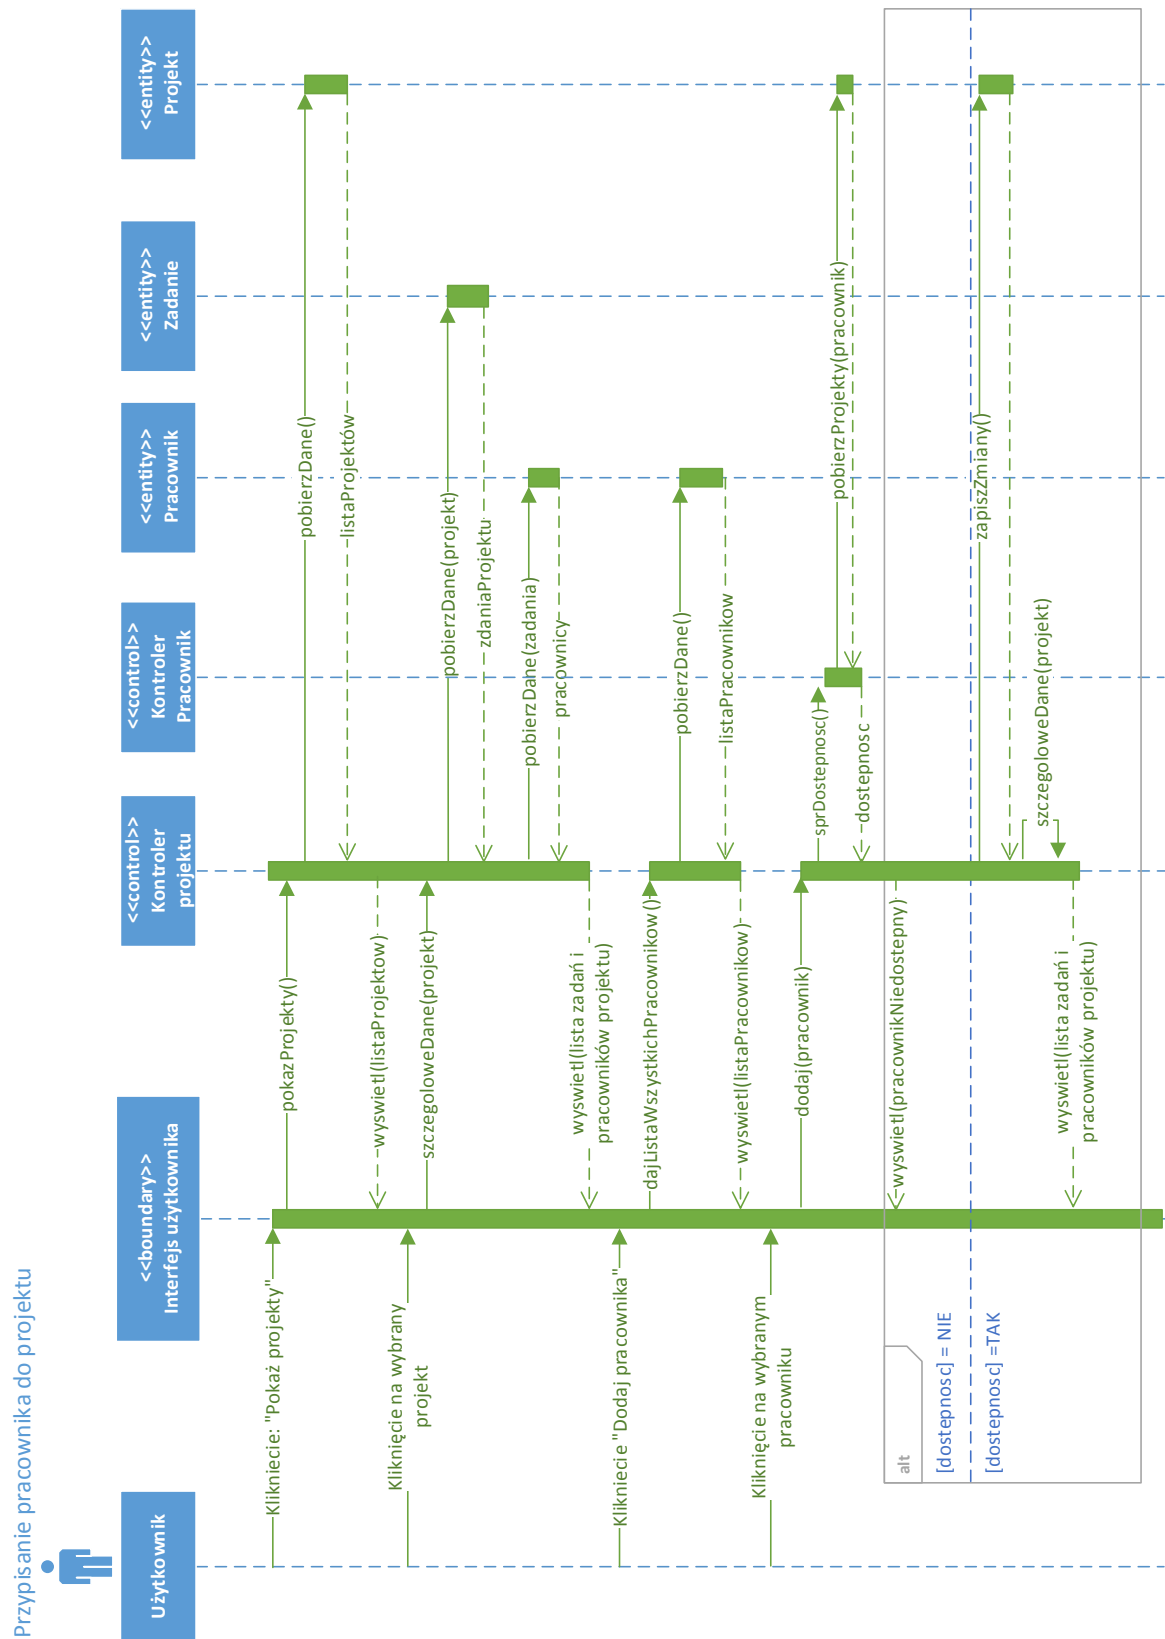 Przypisanie pracownika do projektu
Użytkownik
<<boundary>>
Interfejs użytkownika
<<control>>
Kontroler
projektu
<<control>>
Kontroler
Pracownik
<<entity>>
Pracownik
<<entity>>
Zadanie
<<entity>>
Projekt
Klikniecie: "Pokaż projekty"
pokazProjekty()
pobierzDane()
listaProjektów
wyswietl(listaProjektow)
Kliknięcie na wybrany
projekt
szczegoloweDane(projekt)
pobierzDane(projekt)
zdaniaProjektu
pobierzDane(zadania)
pracownicy
wyswietl(lista zadań i
pracowników projektu)
Klikniecie "Dodaj pracownika"
dajListaWszystkichPracownikow()
pobierzDane()
listaPracownikow
wyswietl(listaPracownikow)
Kliknięcie na wybranym
pracowniku
dodaj(pracownik)
sprDostepnosc()
pobierzProjekty(pracownik)
dostepnosc
alt
[dostepnosc] = NIE
wyswietl(pracownikNiedostepny)
[dostepnosc] =TAK
zapiszZmiany()
szczegoloweDane(projekt)
wyswietl(lista zadań i
pracowników projektu)